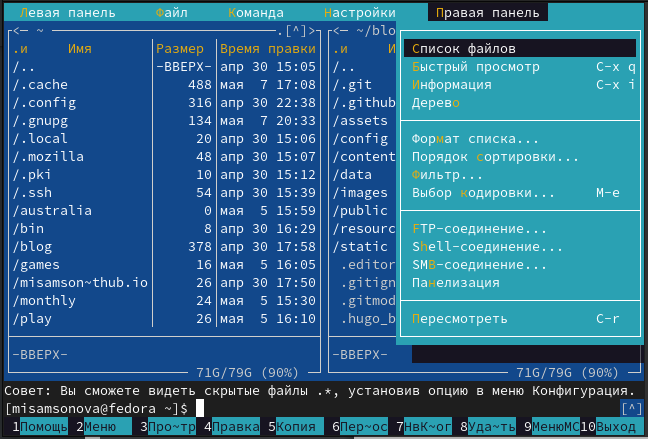 Левая панель Файл Команда Настройки Правая панель
<─ ~ .[^]> <─ ~/blo
.и Имя Размер Время правки .и И Список файлов
/.. -ВВЕРХ- апр 30 15:05 /.. Быстрый просмотр C-x q
/.cache 488 мая 7 17:08 /.git Информация C-x i
/.config 316 апр 30 22:38 /.github Дерево
/.gnupg 134 мая 7 20:33 /assets
/.local 20 апр 30 15:06 /config Формат списка...
/.mozilla 48 апр 30 15:07 /content Порядок сортировки...
/.pki 10 апр 30 15:12 /data Фильтр...
/.ssh 54 апр 30 15:39 /images Выбор кодировки... M-e
/australia 0 мая 5 15:59 /public
/bin 8 апр 30 16:29 /resourc FTP-соединение...
/blog 378 апр 30 17:58 /static Shell-соединение...
/games 16 мая 5 16:05 .editor SMB-соединение...
/misamson~thub.io 26 апр 30 17:50 .gitign Панелизация
/monthly 24 мая 5 15:30 .gitmod
/play 26 мая 5 16:10 .hugo_b Пересмотреть C-r
-ВВЕРХ- -ВВЕРХ-
71G/79G (90%) 71G/79G (90%)
Совет: Вы сможете видеть скрытые файлы .*, установив опцию в меню Конфигурация.
[misamsonova@fedora ~]$ [^]
1Помощь 2Меню 3Про~тр 4Правка 5Копия 6Пер~ос 7НвК~ог 8Уда~ть 9МенюMC 10Выход